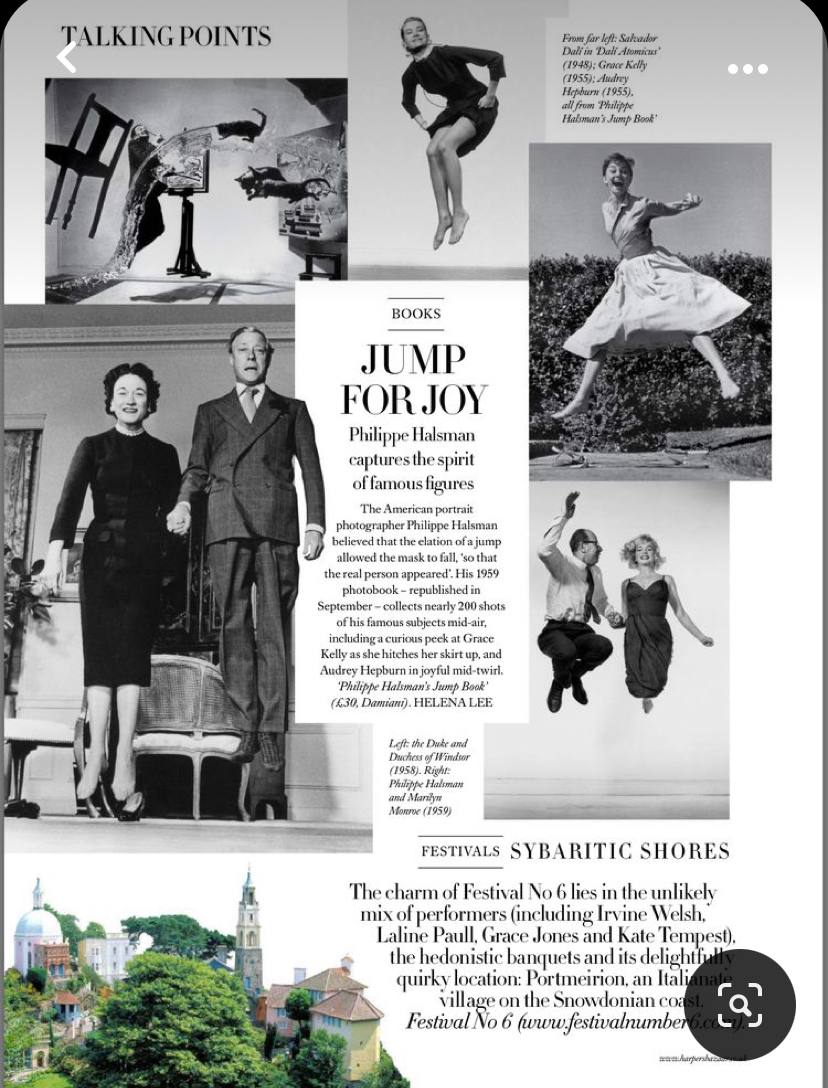 TALKING POINTS
From far left: Salvador
Dalí in ‘Dalí Atomicus’
(1948); Grace Kelly
(1955); Audrey
Hepburn (1955),
all from ‘Philippe
Halsman’s Jump Book’
BOOKS
JUMP
FOR JOY
Philippe Halsman
captures the spirit
of famous figures
The American portrait
photographer Philippe Halsman
believed that the elation of a jump
allowed the mask to fall, ‘so that
the real person appeared’. His 1959
photobook – republished in
September – collects nearly 200 shots
of his famous subjects mid-air,
including a curious peek at Grace
Kelly as she hitches her skirt up, and
Audrey Hepburn in joyful mid-twirl.
‘Philippe Halsman’s Jump Book’
(£30, Damiani). HELENA LEE
Left: the Duke and
Duchess of Windsor
(1958). Right:
Philippe Halsman
and Marilyn
Monroe (1959)
FESTIVALS SYBARITIC SHORES
The charm of Festival No 6 lies in the unlikely
mix of performers (including Irvine Welsh,
Laline Paull, Grace Jones and Kate Tempest),
the hedonistic banquets and its delightfully
quirky location: Portmeirion, an Italianate
village on the Snowdonian coast.
Festival No 6 (www.festivalnumber6.com).